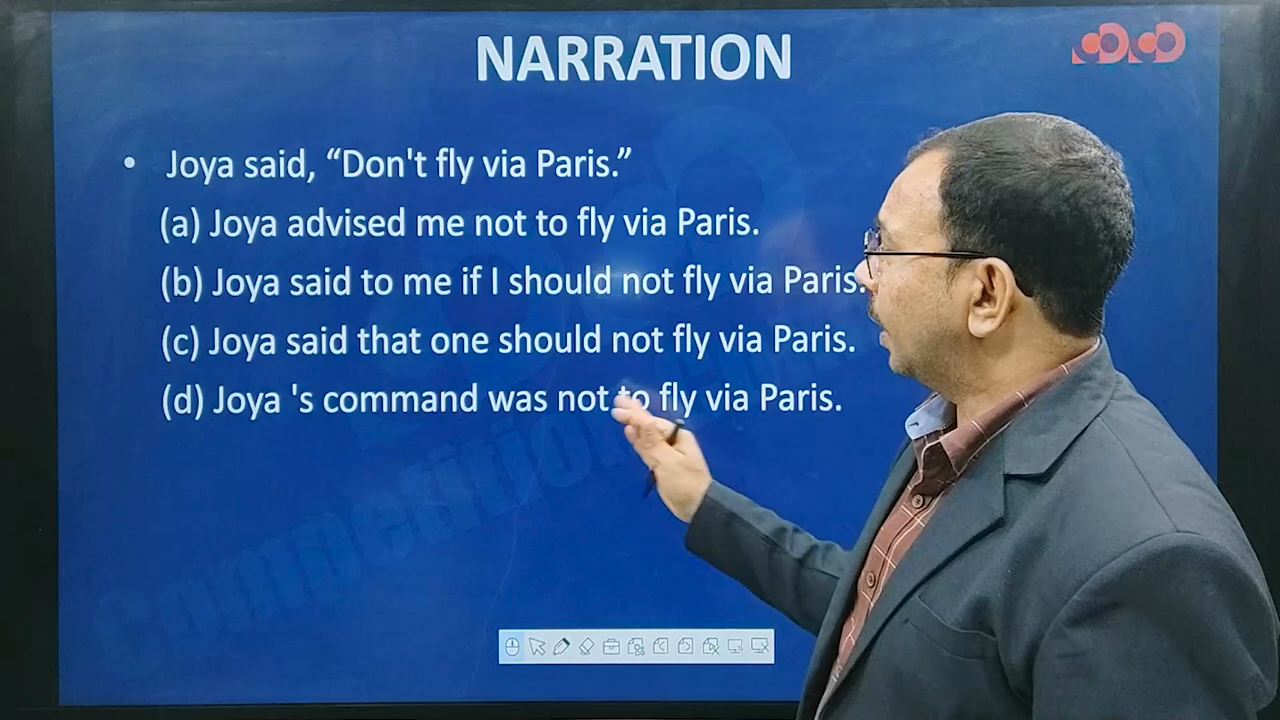 NARRATION
• Joya said, “Don't fly via Paris.”
(a) Joya advised me not to fly via Paris.
(b) Joya said to me if I should not fly via Paris.
(c) Joya said that one should not fly via Paris.
(d) Joya 's command was not to fly via Paris.